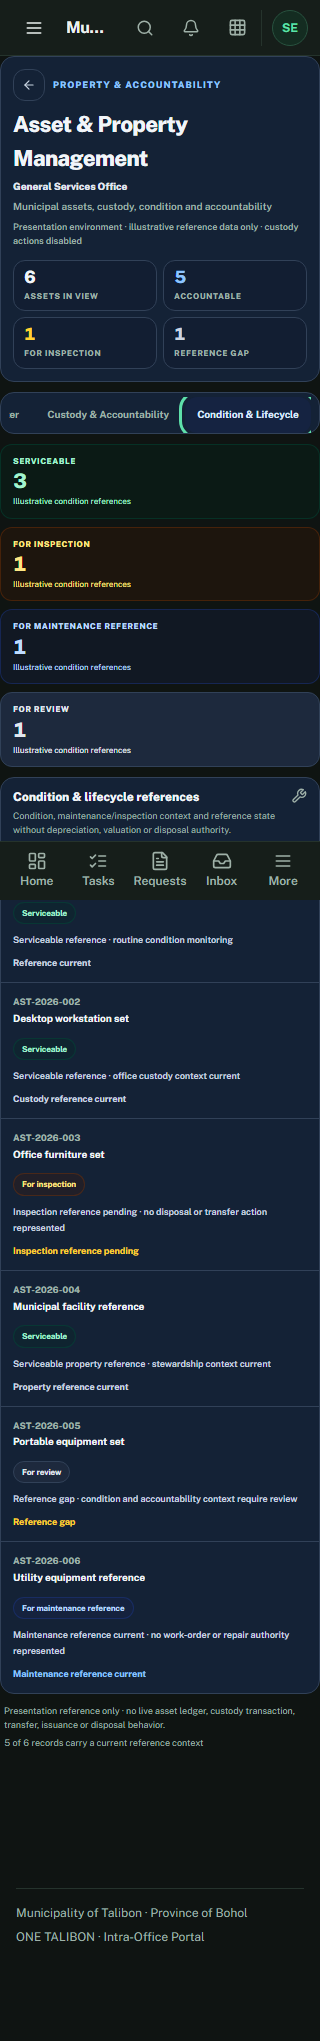 Mu...
SE
PROPERTY & ACCOUNTABILITY
Asset & Property
Management
General Services Office
Municipal assets, custody, condition and accountability
Presentation environment · illustrative reference data only · custody
actions disabled
6
ASSETS IN VIEW
5
ACCOUNTABLE
1
FOR INSPECTION
1
REFERENCE GAP
er
Custody & Accountability
Condition & Lifecycle
SERVICEABLE
3
Illustrative condition references
FOR INSPECTION
1
Illustrative condition references
FOR MAINTENANCE REFERENCE
1
Illustrative condition references
FOR REVIEW
1
Illustrative condition references
Condition & lifecycle references
Condition, maintenance/inspection context and reference state
without depreciation, valuation or disposal authority.
Home
Tasks
Requests
Inbox
More
Serviceable
Serviceable reference · routine condition monitoring
Reference current
AST-2026-002
Desktop workstation set
Serviceable
Serviceable reference · office custody context current
Custody reference current
AST-2026-003
Office furniture set
For inspection
Inspection reference pending · no disposal or transfer action
represented
Inspection reference pending
AST-2026-004
Municipal facility reference
Serviceable
Serviceable property reference · stewardship context current
Property reference current
AST-2026-005
Portable equipment set
For review
Reference gap · condition and accountability context require review
Reference gap
AST-2026-006
Utility equipment reference
For maintenance reference
Maintenance reference current · no work-order or repair authority
represented
Maintenance reference current
Presentation reference only · no live asset ledger, custody transaction,
transfer, issuance or disposal behavior.
5 of 6 records carry a current reference context
Municipality of Talibon · Province of Bohol
ONE TALIBON · Intra-Office Portal